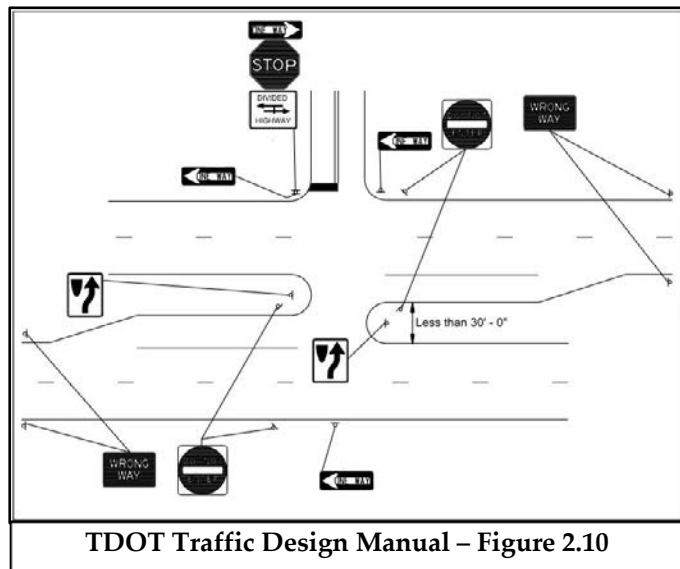 ONE WAY
STOP
DIVIDED
HIGHWAY
WRONG
WAY
ONE WAY
ONE WAY
Less than 30' - 0"
WRONG
WAY
ONE WAY
TDOT Traffic Design Manual – Figure 2.10